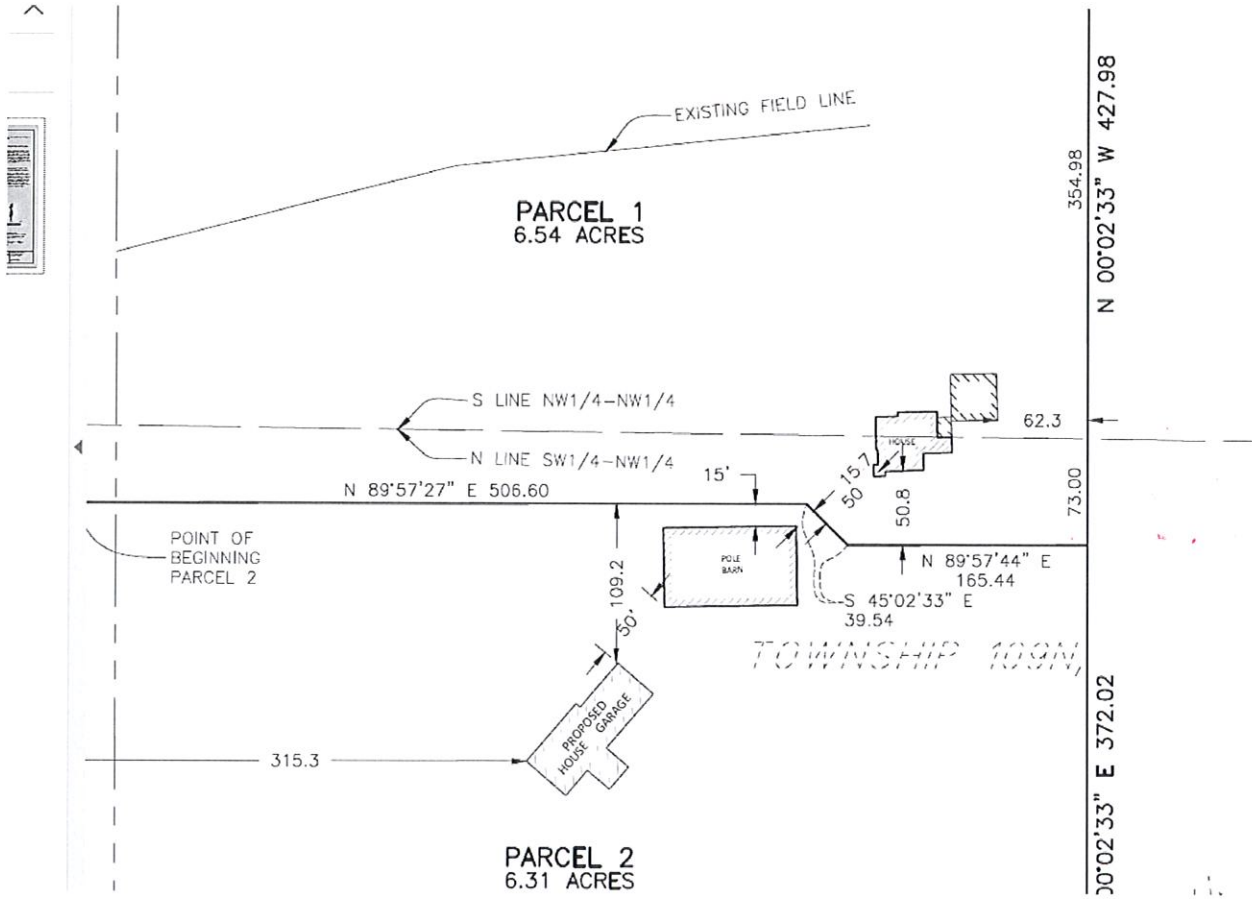 EXISTING FIELD LINE
N 00°02'33" W 427.98
354.98
PARCEL 1
6.54 ACRES
S LINE NW1/4-NW1/4
62.3
HOUSE
N LINE SW1/4-NW1/4
15.7
50
15'
50.8
73.00
N 89°57'27" E 506.60
POINT OF
BEGINNING
PARCEL 2
POLE
BARN
N 89°57'44" E
165.44
S 45°02'33" E
39.54
109.2
50'
TOWNSHIP 109N,
PROPOSED
HOUSE GARAGE
315.3
00°02'33" E 372.02
PARCEL 2
6.31 ACRES